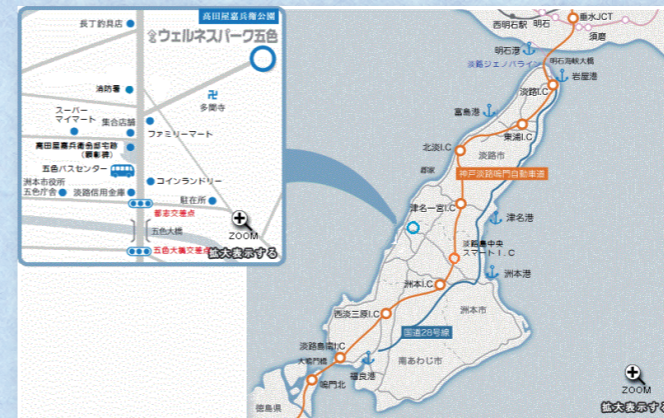 高田屋嘉兵衛公園
ウェルネスパーク五色
長丁釣具店
消防署
スーパー
マイマート
集合店舗
多聞寺
ファミリーマート
高田屋嘉兵衛翁邸宅跡
(顕彰碑)
五色バスセンター
洲本市役所
五色庁舎
淡路信用金庫
コインランドリー
駐在所
都志交差点
五色大橋
五色大橋交差点
ZOOM
拡大表示する
垂水JCT
西明石駅
明石
須磨
明石港
明石海峡大橋
淡路ジェノバライン
岩屋港
淡路I.C
富島港
東浦I.C
北淡I.C
淡路市
郡家
神戸淡路鳴門自動車道
津名一宮I.C
津名港
淡路島中央
スマートI.C
洲本港
洲本I.C
西淡三原I.C
洲本市
国道28号線
淡路島南I.C
大鳴門橋
南あわじ市
福良港
鳴門北
徳島県
ZOOM
拡大表示する